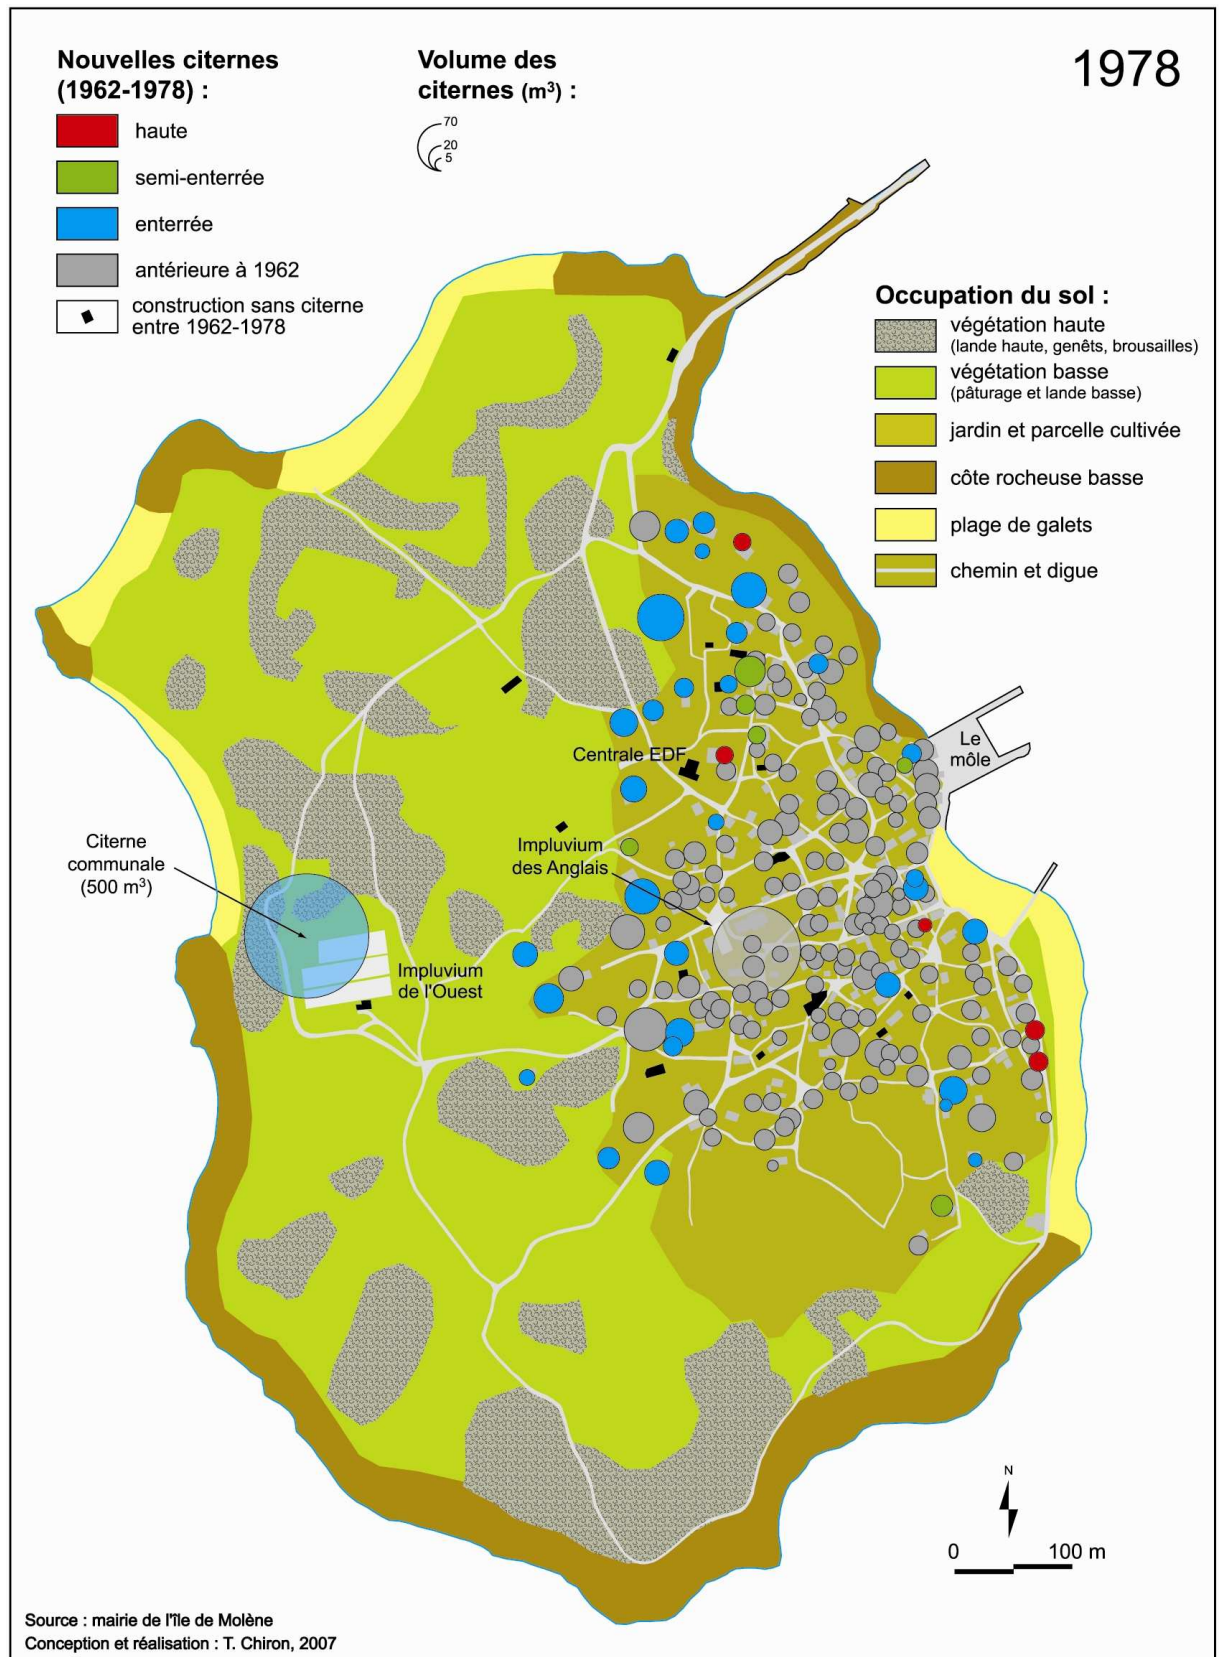 Nouvelles citernes
(1962-1978) :
haute
semi-enterrée
enterrée
antérieure à 1962
construction sans citerne
entre 1962-1978
Volume des
citernes (m³) :
70
20
5
1978
Occupation du sol :
végétation haute
(lande haute, genêts, brousailles)
végétation basse
(pâturage et lande basse)
jardin et parcelle cultivée
côte rocheuse basse
plage de galets
chemin et digue
Centrale EDF
Le
môle
Citerne
communale
(500 m³)
Impluvium
des Anglais
Impluvium
de l'Ouest
N
0 100 m
Source : mairie de l'île de Molène
Conception et réalisation : T. Chiron, 2007